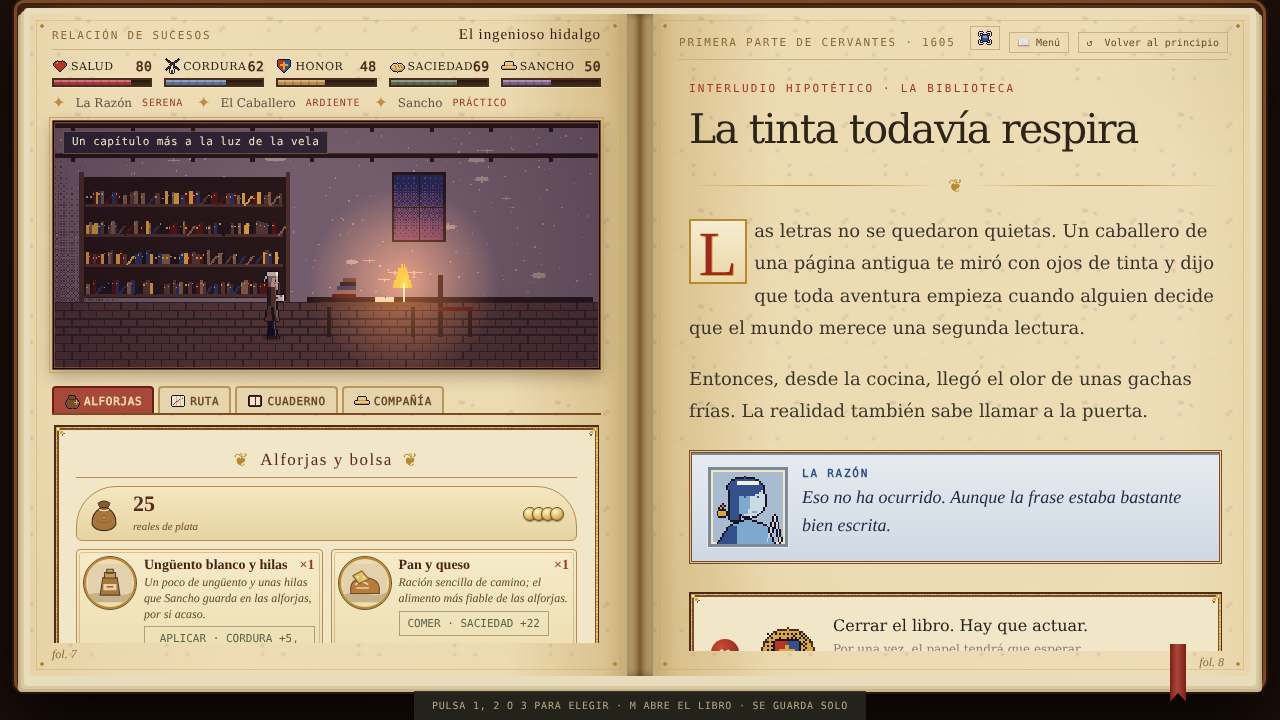 RELACIÓN DE SUCESOS
El ingenioso hidalgo
SALUD 80
CORDURA 62
HONOR 48
SACIEDAD 69
SANCHO 50
La Razón SERENA
El Caballero ARDIENTE
Sancho PRÁCTICO
Un capítulo más a la luz de la vela
ALFORJAS
RUTA
CUADERNO
COMPAÑÍA
Alforjas y bolsa
25
reales de plata
Ungüento blanco y hilas ×1
Un poco de ungüento y unas hilas
que Sancho guarda en las alforjas,
por si acaso.
APLICAR · CORDURA +5,
Pan y queso ×1
Ración sencilla de camino; el
alimento más fiable de las alforjas.
COMER · SACIEDAD +22
fol. 7
PRIMERA PARTE DE CERVANTES · 1605
Menú
↺ Volver al principio
INTERLUDIO HIPOTÉTICO · LA BIBLIOTECA
La tinta todavía respira
Las letras no se quedaron quietas. Un caballero de
una página antigua te miró con ojos de tinta y dijo
que toda aventura empieza cuando alguien decide
que el mundo merece una segunda lectura.
Entonces, desde la cocina, llegó el olor de unas gachas
frías. La realidad también sabe llamar a la puerta.
LA RAZÓN
Eso no ha ocurrido. Aunque la frase estaba bastante
bien escrita.
Cerrar el libro. Hay que actuar.
Por una vez, el papel tendrá que esperar.
fol. 8
PULSA 1, 2 O 3 PARA ELEGIR · M ABRE EL LIBRO · SE GUARDA SOLO